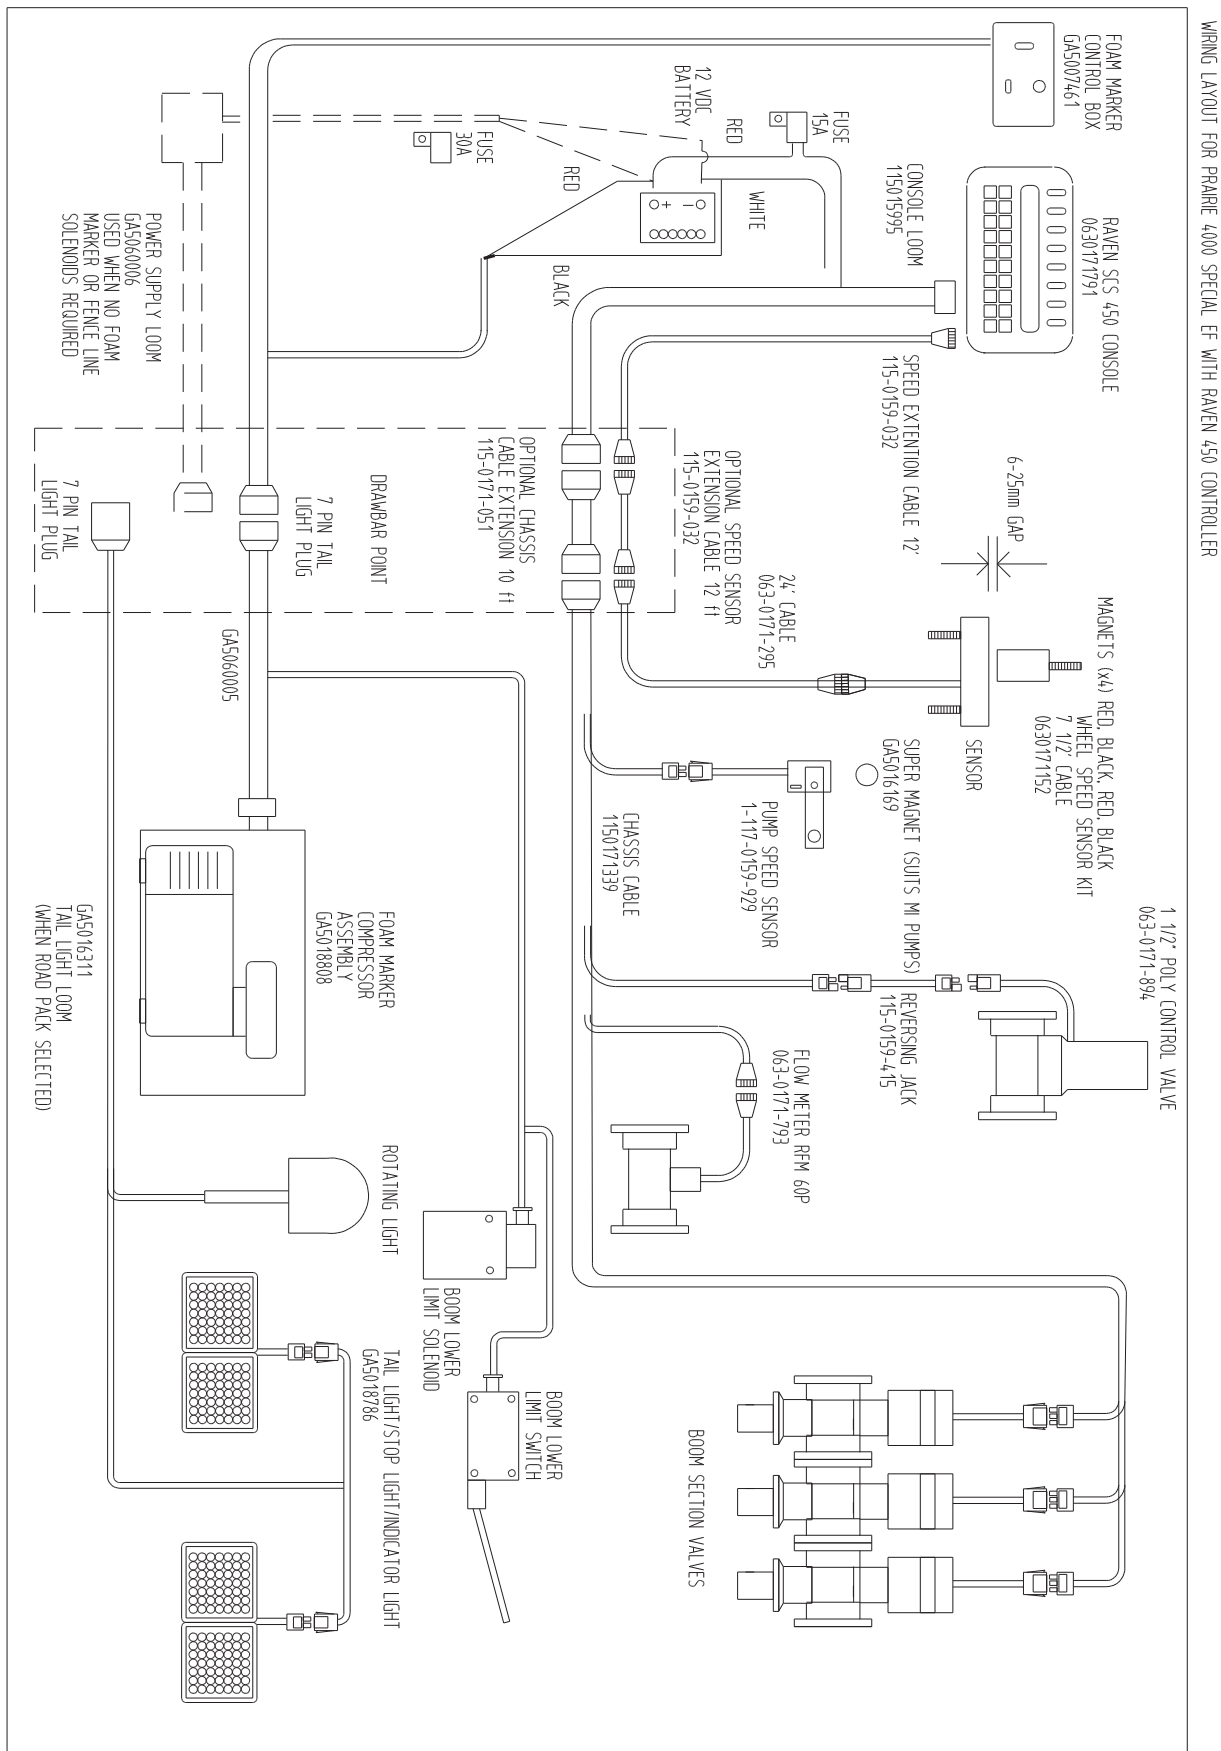 WIRING LAYOUT FOR PRAIRIE 4000 SPECIAL EF WITH RAVEN 450 CONTROLLER
FOAM MARKER
CONTROL BOX
GA5007461
RAVEN SCS 450 CONSOLE
0630171791
CONSOLE LOOM
115015995
SPEED EXTENTION CABLE 12'
115-0159-032
FUSE
15A
RED
WHITE
12 VDC
BATTERY
+
–
FUSE
30A
RED
BLACK
POWER SUPPLY LOOM
GA5060006
USED WHEN NO FOAM
MARKER OR FENCE LINE
SOLENOIDS REQUIRED
6-25mm GAP
MAGNETS (x4) RED, BLACK, RED, BLACK
WHEEL SPEED SENSOR KIT
7 1/2' CABLE
0630171152
SENSOR
24' CABLE
063-0171-295
OPTIONAL SPEED SENSOR
EXTENSION CABLE 12 ft
115-0159-032
OPTIONAL CHASSIS
CABLE EXTENSION 10 ft
115-0171-051
DRAWBAR POINT
7 PIN TAIL
LIGHT PLUG
7 PIN TAIL
LIGHT PLUG
GA5060005
SUPER MAGNET (SUITS MI PUMPS)
GA5016169
PUMP SPEED SENSOR
1-117-0159-929
CHASSIS CABLE
1150171339
1 1/2" POLY CONTROL VALVE
063-0171-894
REVERSING JACK
115-0159-415
FLOW METER RFM 60P
063-0171-793
FOAM MARKER
COMPRESSOR
ASSEMBLY
GA5018808
GA5016311
TAIL LIGHT LOOM
(WHEN ROAD PACK SELECTED)
ROTATING LIGHT
BOOM LOWER
LIMIT SOLENOID
BOOM LOWER
LIMIT SWITCH
TAIL LIGHT/STOP LIGHT/INDICATOR LIGHT
GA5018786
BOOM SECTION VALVES